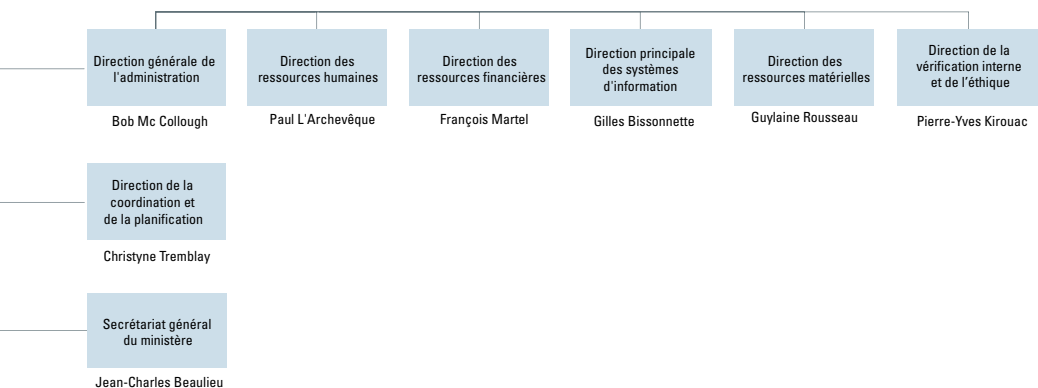 Direction générale de
l'administration
Bob Mc Collough
Direction des
ressources humaines
Paul L'Archevêque
Direction des
ressources financières
François Martel
Direction principale
des systèmes
d'information
Gilles Bissonnette
Direction des
ressources matérielles
Guylaine Rousseau
Direction de la
vérification interne
et de l'éthique
Pierre-Yves Kirouac
Direction de la
coordination et
de la planification
Christyne Tremblay
Secrétariat général
du ministère
Jean-Charles Beaulieu